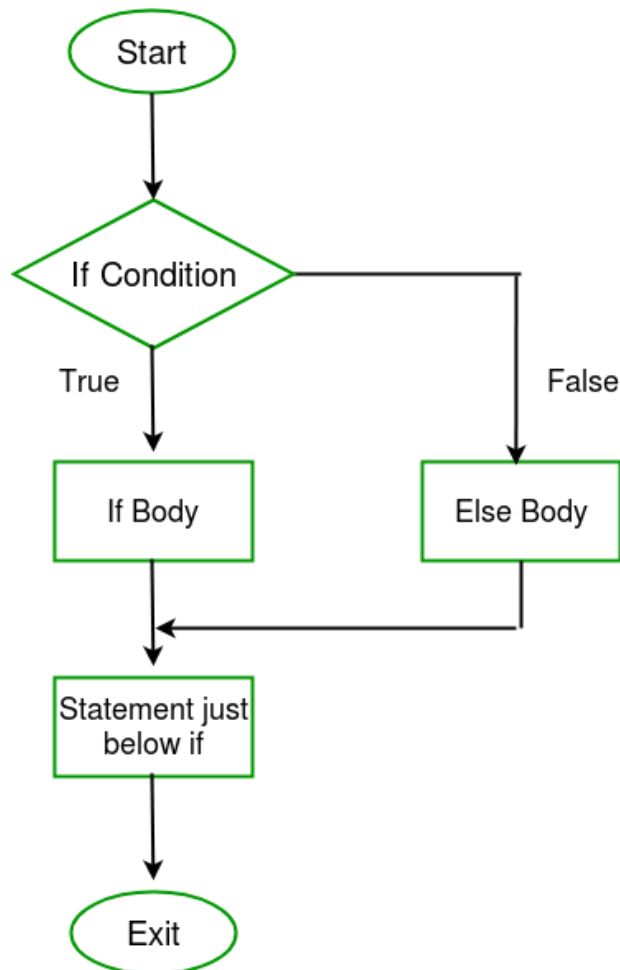 Start
If Condition
True
False
If Body
Else Body
Statement just
below if
Exit